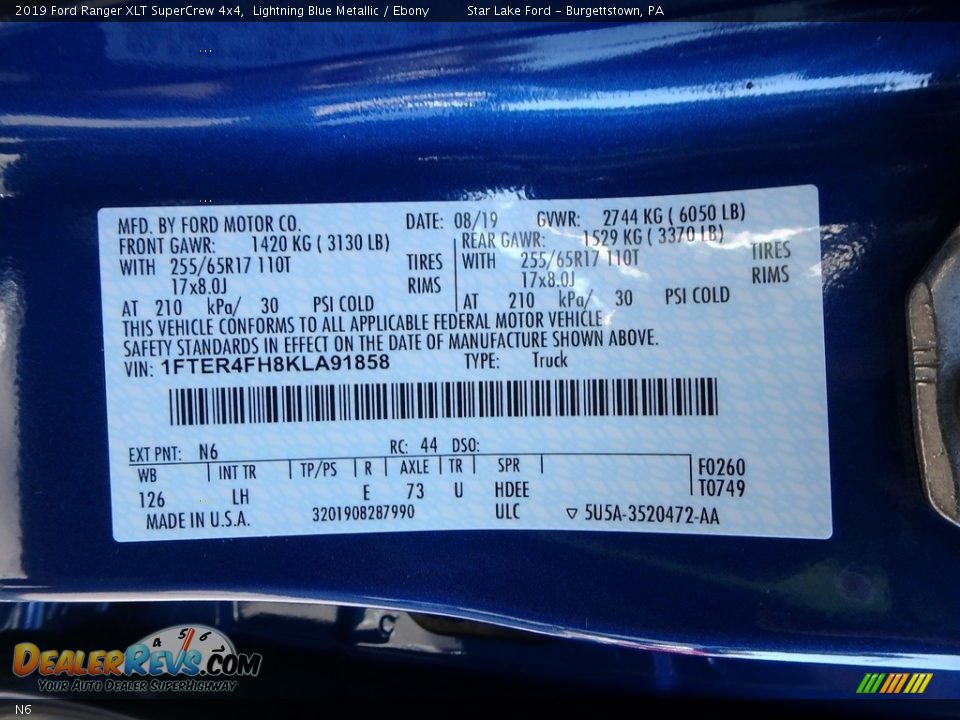 2019 Ford Ranger XLT SuperCrew 4x4, Lightning Blue Metallic / Ebony Star Lake Ford - Burgettstown, PA
MFD. BY FORD MOTOR CO. DATE: 08/19 GVWR: 2744 KG ( 6050 LB)
FRONT GAWR: 1420 KG ( 3130 LB) REAR GAWR: 1529 KG ( 3370 LB)
WITH 255/65R17 110T TIRES WITH 255/65R17 110T TIRES
17x8.0J RIMS 17x8.0J RIMS
AT 210 kPa/ 30 PSI COLD AT 210 kPa/ 30 PSI COLD
THIS VEHICLE CONFORMS TO ALL APPLICABLE FEDERAL MOTOR VEHICLE
SAFETY STANDARDS IN EFFECT ON THE DATE OF MANUFACTURE SHOWN ABOVE.
VIN: 1FTER4FH8KLA91858 TYPE: Truck
EXT PNT: N6 RC: 44 DSO:
WB INT TR TP/PS R AXLE TR SPR F0260
126 LH E 73 U HDEE T0749
MADE IN U.S.A. 3201908287990 ULC ▽ 5U5A-3520472-AA
4 5 6
DEALERREVS.COM
YOUR AUTO DEALER SUPERHIGHWAY
N6